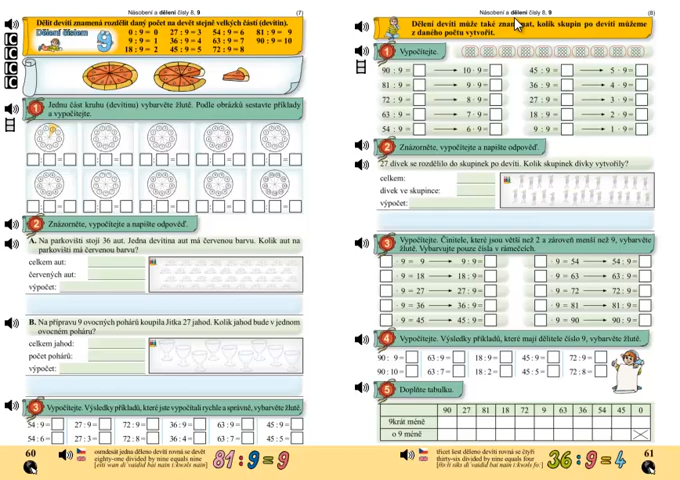 Násobení a dělení čísly 8, 9
(7)
Dělit devíti znamená rozdělit daný počet na devět stejně velkých částí (devítin).
Dělení číslem 9
0 : 9 = 0 27 : 9 = 3 54 : 9 = 6 81 : 9 = 9
9 : 9 = 1 36 : 9 = 4 63 : 9 = 7 90 : 9 = 10
18 : 9 = 2 45 : 9 = 5 72 : 9 = 8
1 Jednu část kruhu (devítinu) vybarvěte žlutě. Podle obrázků sestavte příklady
a vypočítejte.
: =
: =
: =
: =
: =
: =
: =
: =
: =
: =
2 Znázorněte, vypočítejte a napište odpověď.
A. Na parkovišti stojí 36 aut. Jedna devítina aut má červenou barvu. Kolik aut na
parkovišti má červenou barvu?
celkem aut:
červených aut:
výpočet:
B. Na přípravu 9 ovocných pohárů koupila Jitka 27 jahod. Kolik jahod bude v jednom
ovocném poháru?
celkem jahod:
počet pohárů:
výpočet:
3 Vypočítejte. Výsledky příkladů, které jste vypočítali rychle a správně, vybarvěte žlutě.
54 : 9 = 27 : 9 = 72 : 9 = 36 : 9 = 63 : 9 = 45 : 9 =
54 : 6 = 27 : 3 = 72 : 8 = 36 : 4 = 63 : 7 = 45 : 5 =
60
osmdesát jedna děleno devíti rovná se devět
eighty-one divided by nine equals nine
81 : 9 = 9
Násobení a dělení čísly 8, 9
(8)
Dělení devíti může také znamenat, kolik skupin po devíti můžeme
z daného počtu vytvořit.
1 Vypočítejte.
90 : 9 = 10 · 9 = 45 : 9 = 5 · 9 =
81 : 9 = 9 · 9 = 36 : 9 = 4 · 9 =
72 : 9 = 8 · 9 = 27 : 9 = 3 · 9 =
63 : 9 = 7 · 9 = 18 : 9 = 2 · 9 =
54 : 9 = 6 · 9 = 9 : 9 = 1 · 9 =
2 Znázorněte, vypočítejte a napište odpověď.
27 dívek se rozdělilo do skupinek po devíti. Kolik skupinek dívky vytvořily?
celkem:
dívek ve skupince:
výpočet:
3 Vypočítejte. Činitele, které jsou větší než 2 a zároveň menší než 9, vybarvěte
žlutě. Vybarvujte pouze čísla v rámečcích.
· 9 = 9 9 : 9 = · 9 = 54 54 : 9 =
· 9 = 18 18 : 9 = · 9 = 63 63 : 9 =
· 9 = 27 27 : 9 = · 9 = 72 72 : 9 =
· 9 = 36 36 : 9 = · 9 = 81 81 : 9 =
· 9 = 45 45 : 9 = · 9 = 90 90 : 9 =
4 Vypočítejte. Výsledky příkladů, které mají dělitele číslo 9, vybarvěte žlutě.
90 : 9 = 63 : 9 = 18 : 9 = 45 : 9 = 72 : 9 =
90 : 10 = 63 : 7 = 18 : 2 = 45 : 5 = 72 : 8 =
5 Doplňte tabulku.
90 27 81 18 72 9 63 36 54 45 0
9krát méně
o 9 méně
třicet šest děleno devíti rovná se čtyři
thirty-six divided by nine equals four
36 : 9 = 4
61